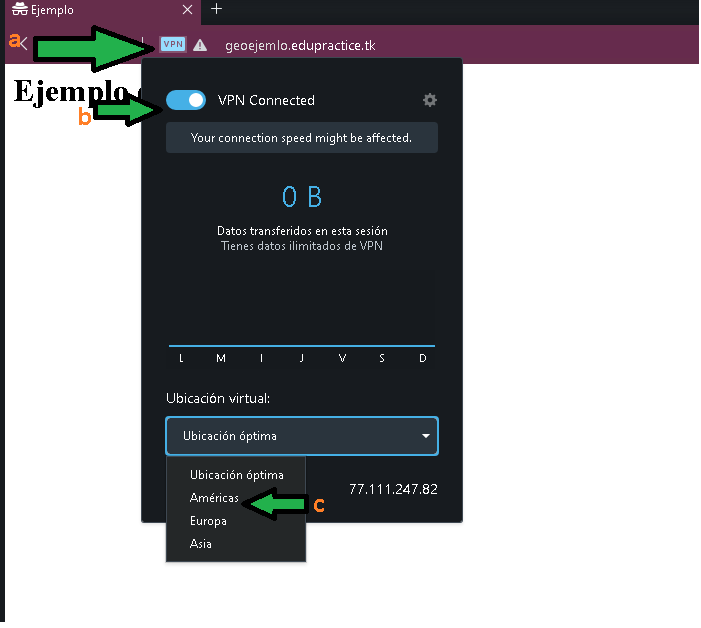 Ejemplo
a
VPN
geoejemlo.edupractice.tk
Ejemplo
b
VPN Connected
Your connection speed might be affected.
0 B
Datos transferidos en esta sesión
Tienes datos ilimitados de VPN
L M I J V S D
Ubicación virtual:
Ubicación óptima
Ubicación óptima
77.111.247.82
Américas
c
Europa
Asia